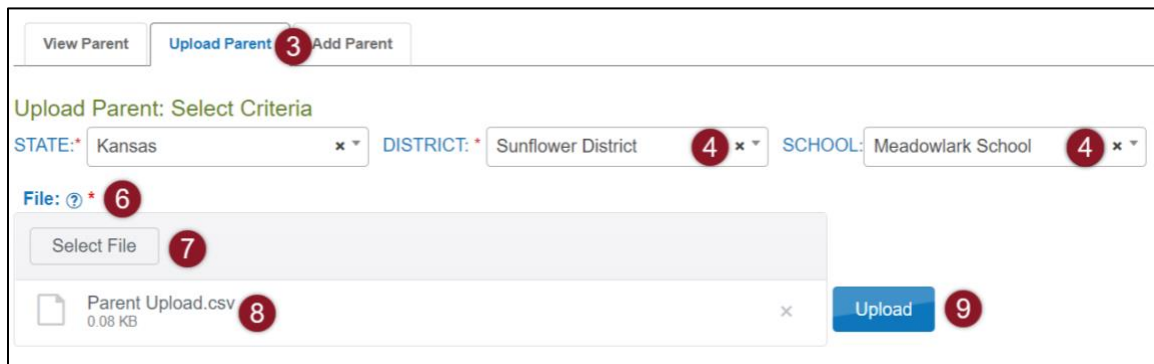 View Parent Upload Parent 3 Add Parent
Upload Parent: Select Criteria
STATE:* Kansas × DISTRICT: * Sunflower District 4 × SCHOOL: Meadowlark School 4 ×
File: ? * 6
Select File 7
Parent Upload.csv 8 × Upload 9
0.08 KB